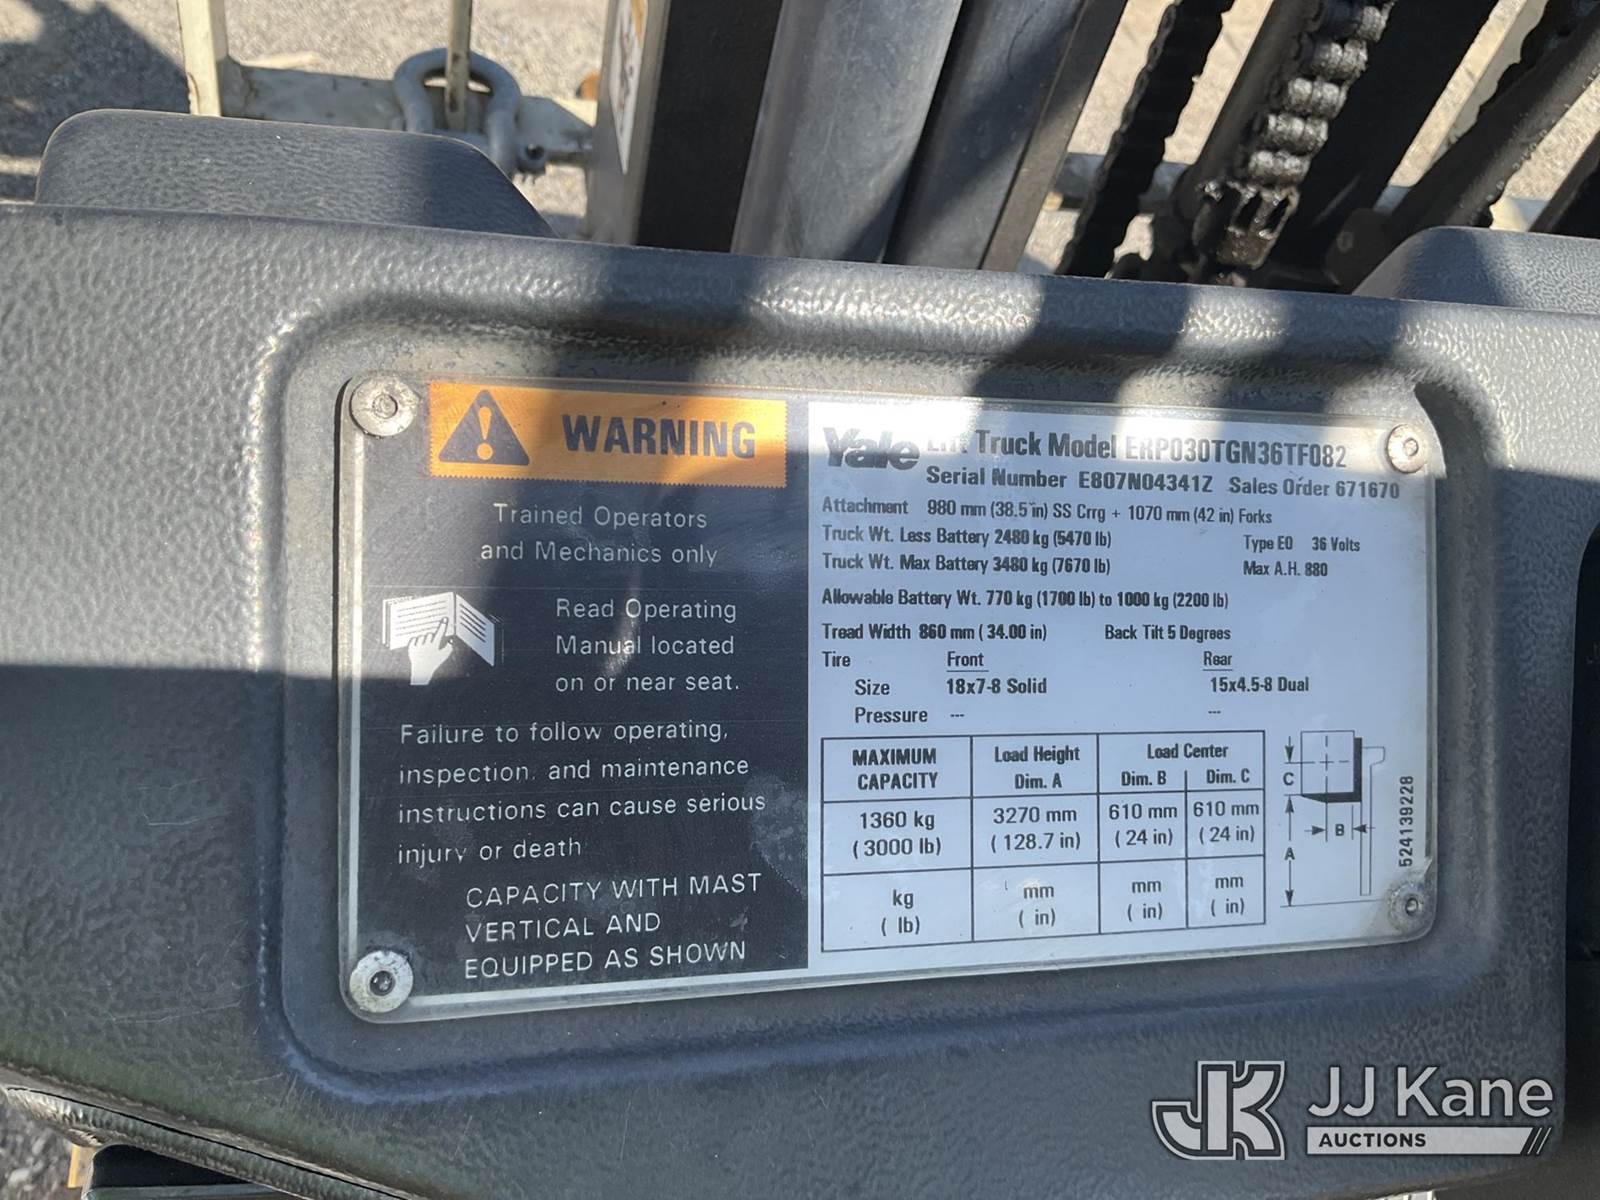 WARNING
Trained Operators
and Mechanics only
Read Operating
Manual located
on or near seat.
Failure to follow operating,
inspection, and maintenance
instructions can cause serious
injury or death
CAPACITY WITH MAST
VERTICAL AND
EQUIPPED AS SHOWN
Yale Lift Truck Model ERP030TGN36TF082
Serial Number E807N04341Z Sales Order 671670
Attachment 980 mm (38.5 in) SS Crrg + 1070 mm (42 in) Forks
Truck Wt. Less Battery 2480 kg (5470 lb) Type EO 36 Volts
Truck Wt. Max Battery 3480 kg (7670 lb) Max A.H. 880
Allowable Battery Wt. 770 kg (1700 lb) to 1000 kg (2200 lb)
Tread Width 860 mm ( 34.00 in) Back Tilt 5 Degrees
Tire Front Rear
Size 18x7-8 Solid 15x4.5-8 Dual
Pressure --- ---
MAXIMUM CAPACITY Load Height Dim. A Load Center Dim. B Dim. C
1360 kg 3270 mm 610 mm 610 mm
( 3000 lb) ( 128.7 in) ( 24 in) ( 24 in)
kg mm mm mm
( lb) ( in) ( in) ( in)
C
B
A
524139228
JK JJ Kane
AUCTIONS